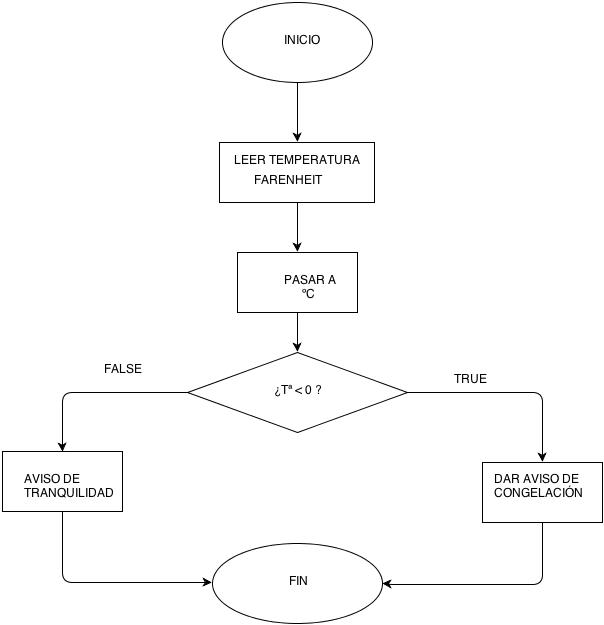 INICIO
LEER TEMPERATURA
FARENHEIT
PASAR A
ºC
FALSE
¿Tª < 0 ?
TRUE
AVISO DE
TRANQUILIDAD
DAR AVISO DE
CONGELACIÓN
FIN